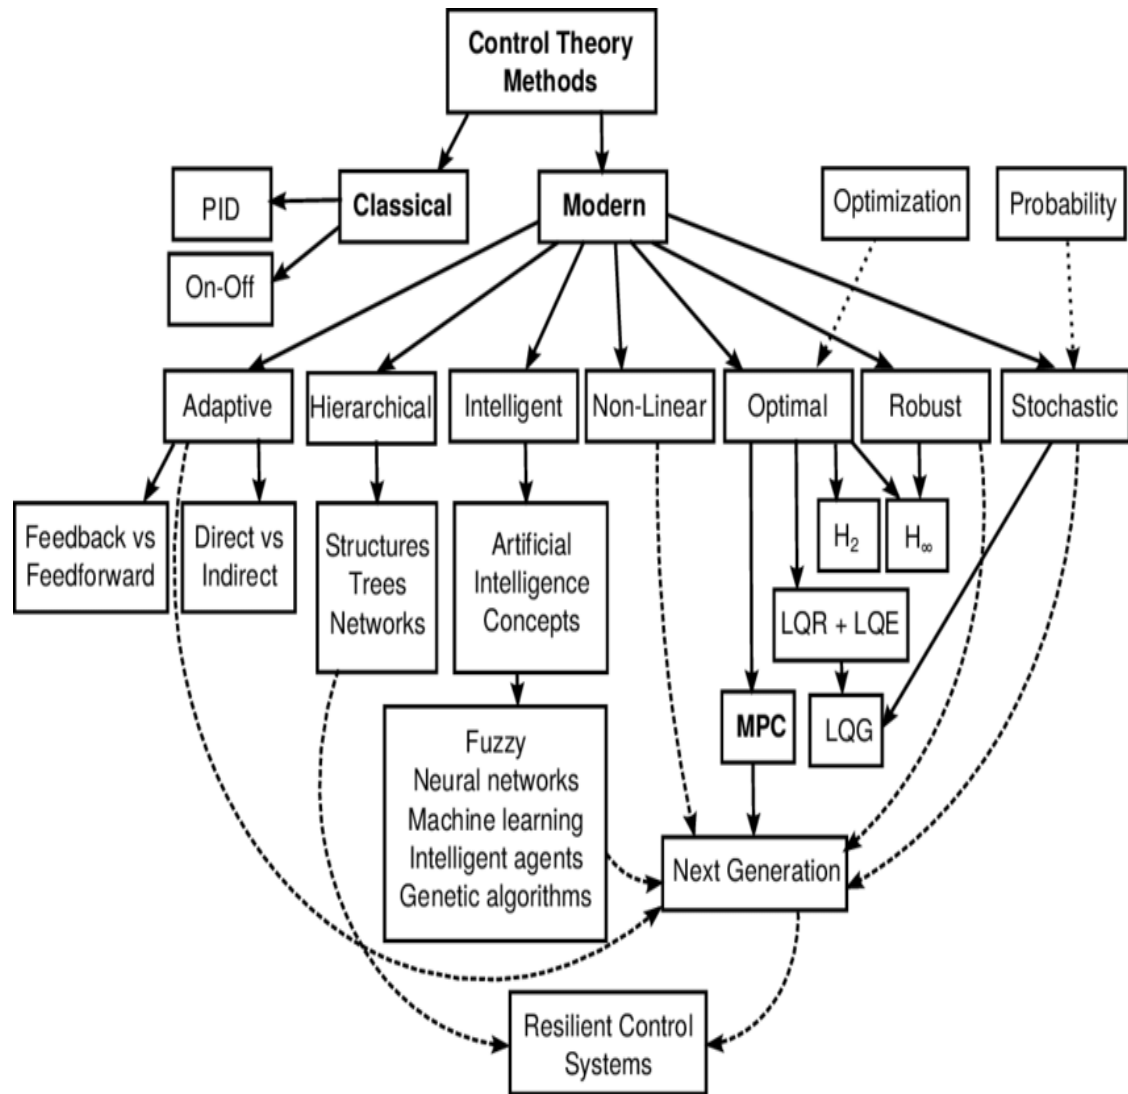 Control Theory
Methods
PID
Classical
Modern
Optimization
Probability
On-Off
Adaptive
Hierarchical
Intelligent
Non-Linear
Optimal
Robust
Stochastic
Feedback vs
Feedforward
Direct vs
Indirect
Structures
Trees
Networks
Artificial
Intelligence
Concepts
H₂
H∞
LQR + LQE
MPC
LQG
Fuzzy
Neural networks
Machine learning
Intelligent agents
Genetic algorithms
Next Generation
Resilient Control
Systems